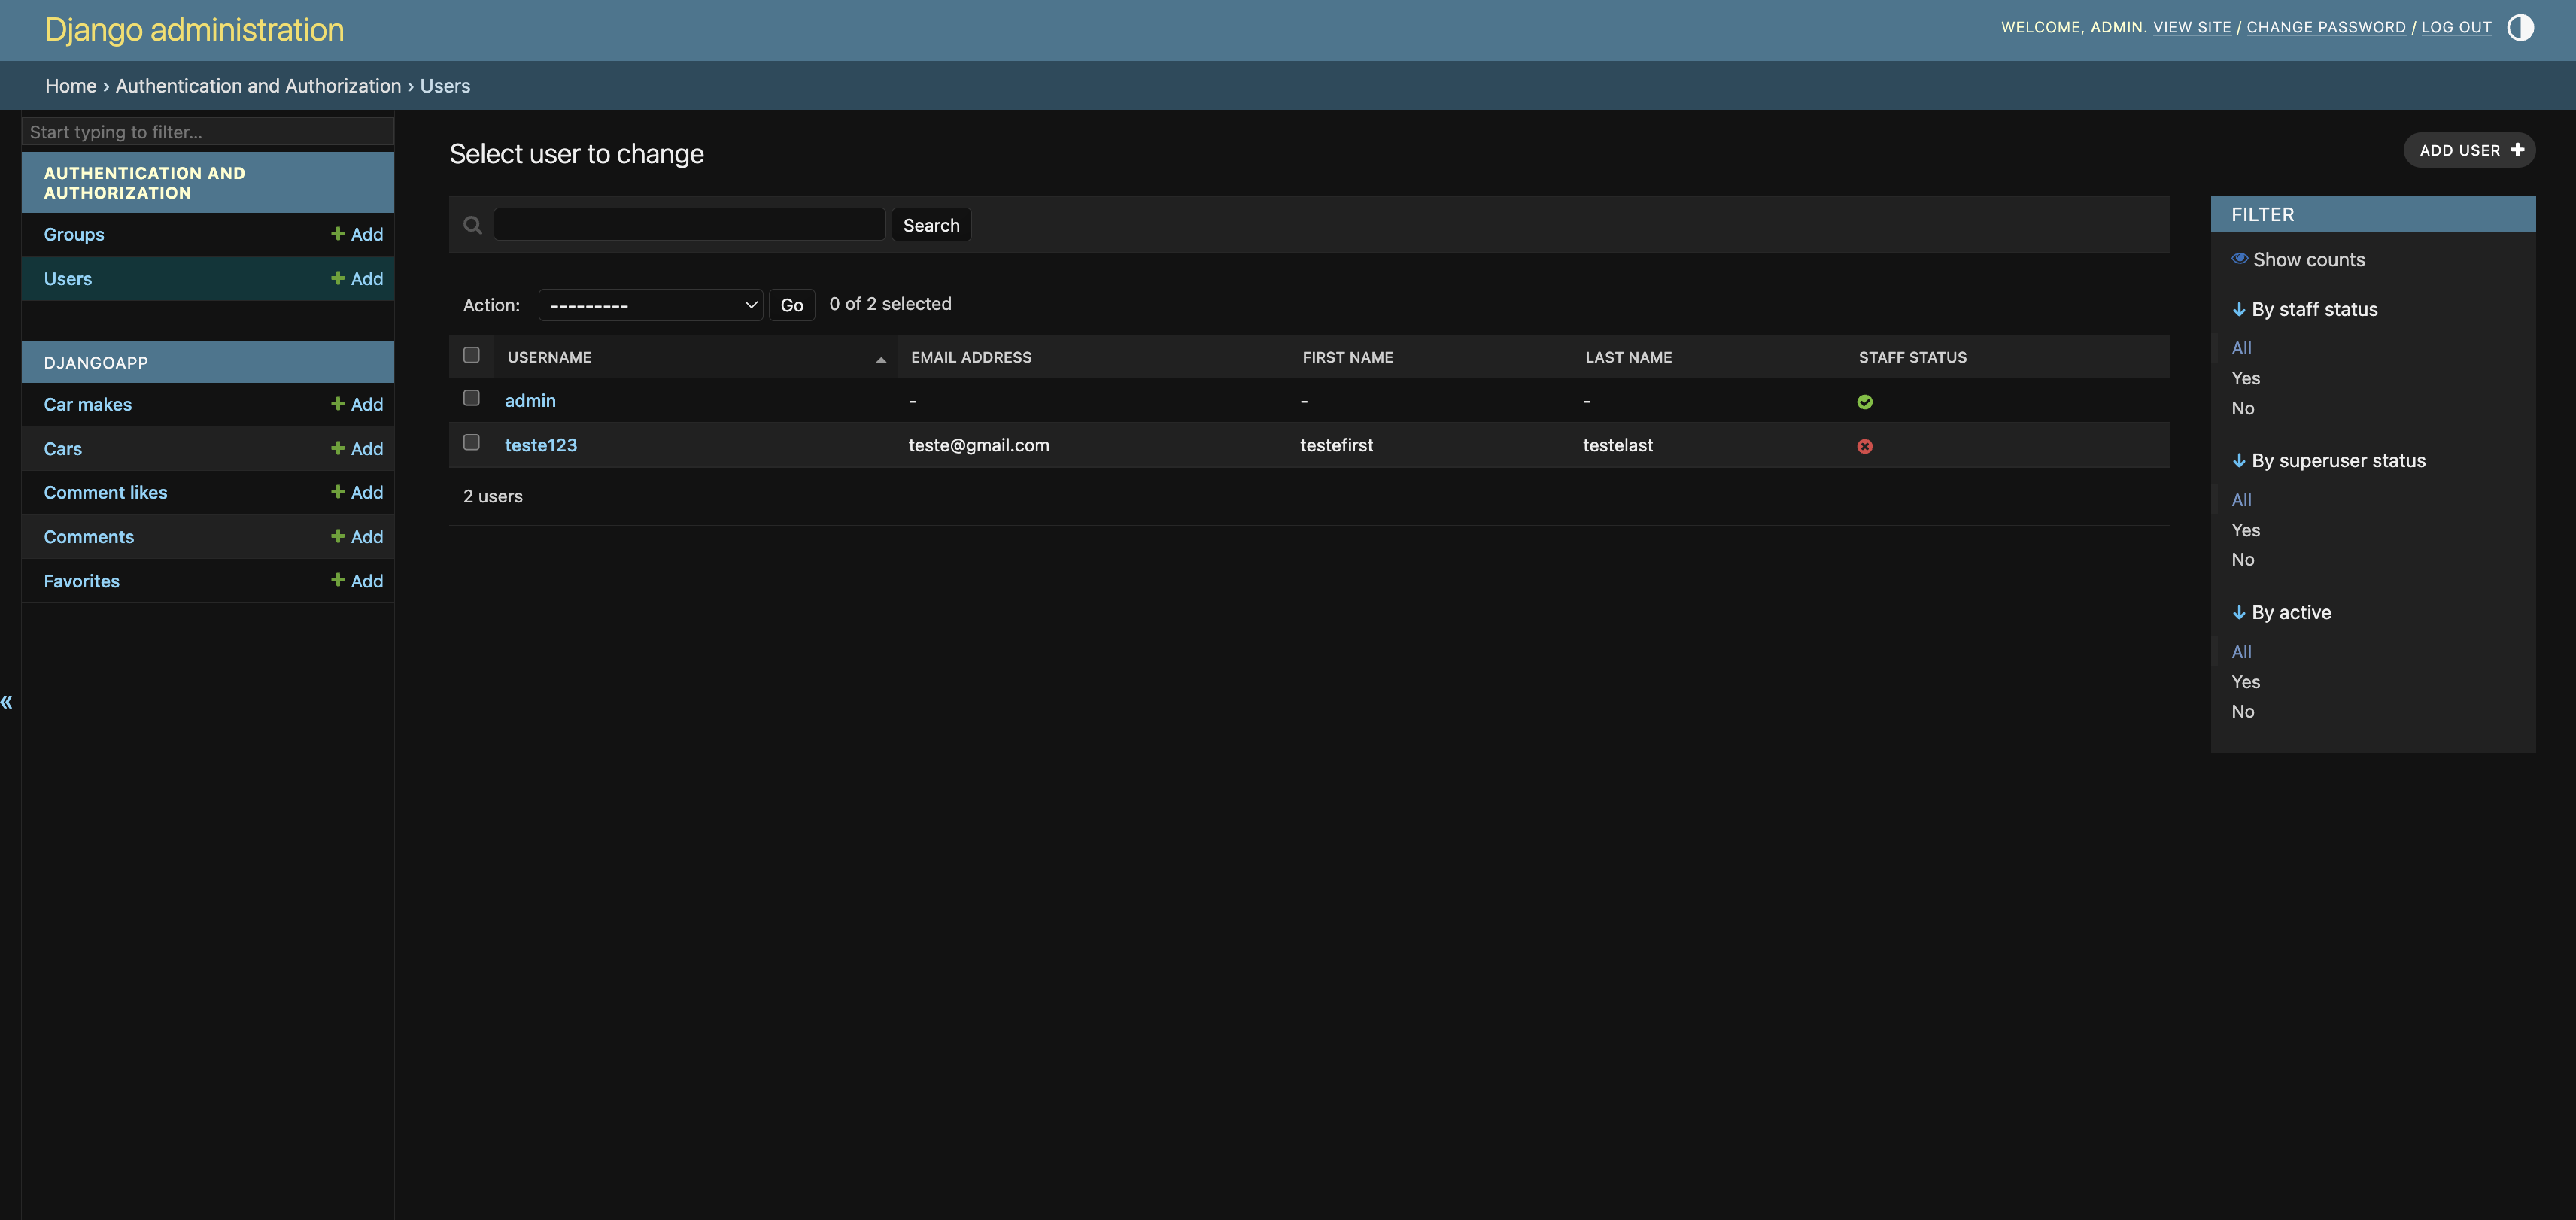 Django administration
WELCOME, ADMIN. VIEW SITE / CHANGE PASSWORD / LOG OUT
Home › Authentication and Authorization › Users
Start typing to filter...
AUTHENTICATION AND
AUTHORIZATION
Groups + Add
Users + Add
DJANGOAPP
Car makes + Add
Cars + Add
Comment likes + Add
Comments + Add
Favorites + Add
«
Select user to change
ADD USER +
Search
Action: --------- Go 0 of 2 selected
USERNAME EMAIL ADDRESS FIRST NAME LAST NAME STAFF STATUS
admin - - -
teste123 teste@gmail.com testefirst testelast
2 users
FILTER
Show counts
↓ By staff status
All
Yes
No
↓ By superuser status
All
Yes
No
↓ By active
All
Yes
No